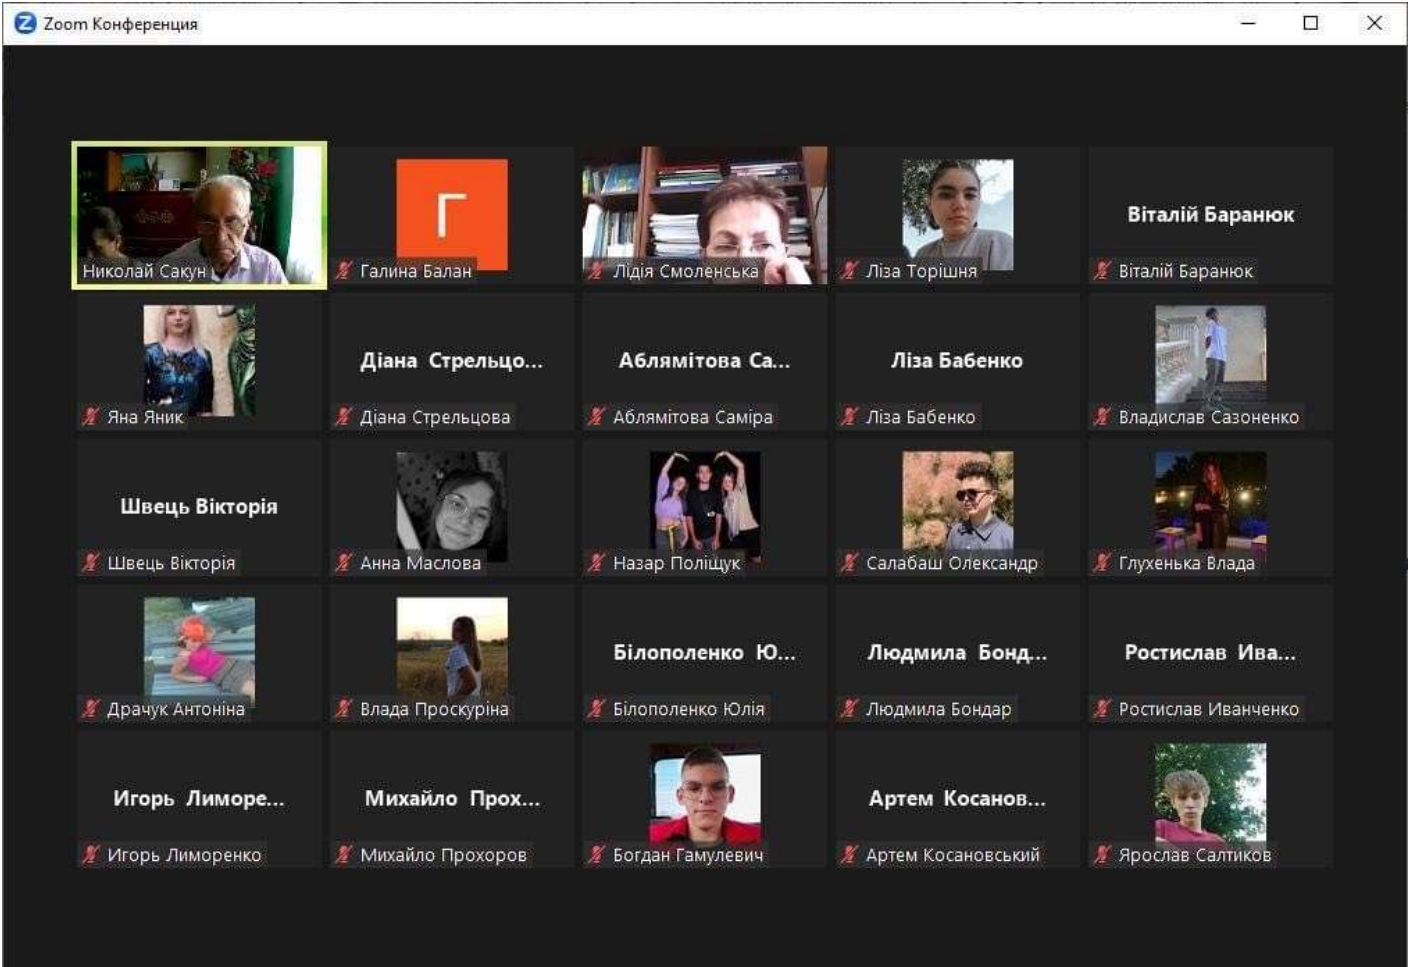 Zoom Конференция
Николай Сакун
Г
Галина Балан
Лідія Смоленська
Ліза Торішня
Віталій Баранюк
Віталій Баранюк
Яна Яник
Діана Стрельцо...
Діана Стрельцова
Аблямітова Са...
Аблямітова Саміра
Ліза Бабенко
Ліза Бабенко
Владислав Сазоненко
Швець Вікторія
Швець Вікторія
Анна Маслова
Назар Поліщук
Салабаш Олександр
Глухенька Влада
Драчук Антоніна
Влада Проскуріна
Білополенко Ю...
Білополенко Юлія
Людмила Бонд...
Людмила Бондар
Ростислав Ива...
Ростислав Иванченко
Игорь Лиморе...
Игорь Лиморенко
Михайло Прох...
Михайло Прохоров
Богдан Гамулевич
Артем Косанов...
Артем Косановський
Ярослав Салтиков